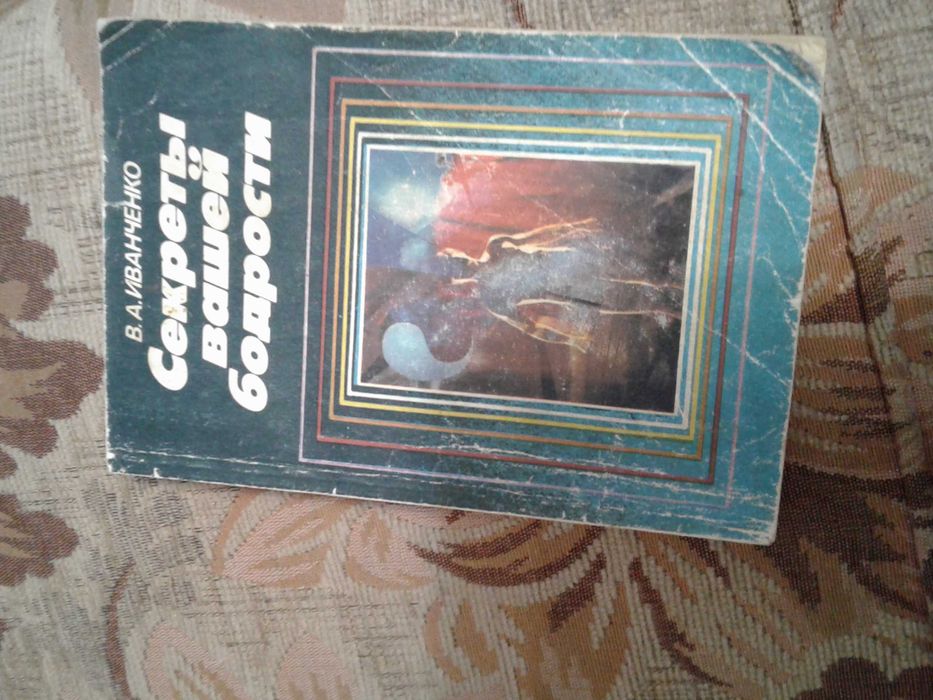 В.А.ИВАНЧЕНКО
Секреты
вашей
бодрости